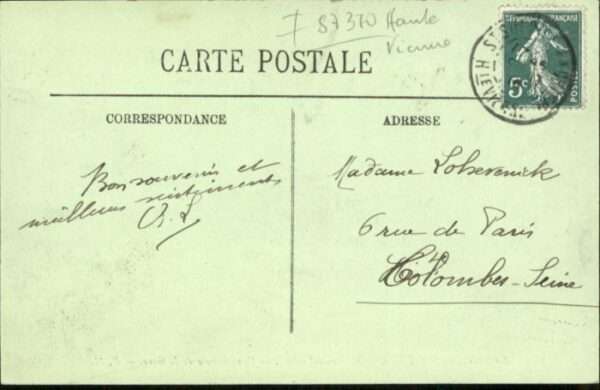 87370 Haute
Vienne
CARTE POSTALE
RÉPUBLIQUE FRANÇAISE
5c
POSTES
CORRESPONDANCE
ADRESSE
Bon souvenir et
meilleurs sentiments
Madame
6 rue de Paris
Colombes-Seine